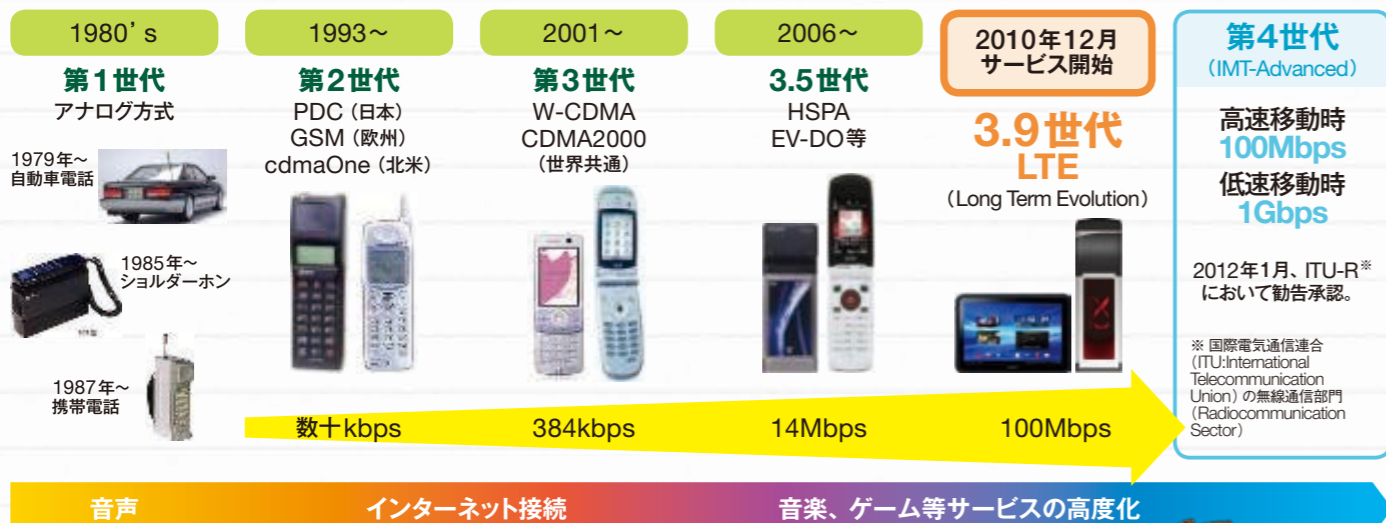 1980's
第1世代
アナログ方式
1979年~
自動車電話
1985年~
ショルダーホン
1987年~
携帯電話
1993~
第2世代
PDC(日本)
GSM(欧州)
cdmaOne(北米)
数十kbps
2001~
第3世代
W-CDMA
CDMA2000
(世界共通)
384kbps
2006~
3.5世代
HSPA
EV-DO等
14Mbps
2010年12月
サービス開始
3.9世代
LTE
(Long Term Evolution)
100Mbps
第4世代
(IMT-Advanced)
高速移動時
100Mbps
低速移動時
1Gbps
2012年1月、ITU-R※
において勧告承認。
※ 国際電気通信連合
(ITU:International
Telecommunication
Union)の無線通信部門
(Radiocommunication
Sector)
音声
インターネット接続
音楽、ゲーム等サービスの高度化